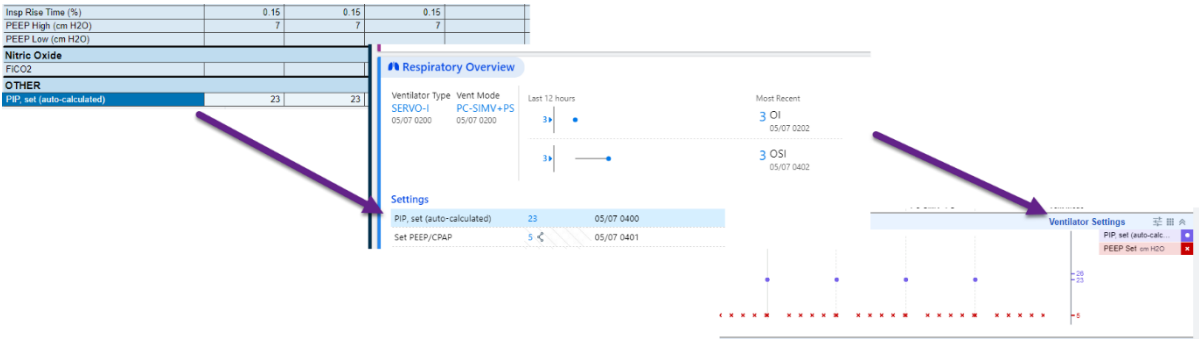 Insp Rise Time (%) 0.15 0.15 0.15
PEEP High (cm H2O) 7 7 7
PEEP Low (cm H2O)
Nitric Oxide
FiCO2
OTHER
PIP, set (auto-calculated) 23 23
Respiratory Overview
Ventilator Type Vent Mode Last 12 hours Most Recent
SERVO-I PC-SIMV+PS
05/07 0200 05/07 0200
3 3 OI
05/07 0202
3 3 OSI
05/07 0402
Settings
PIP, set (auto-calculated) 23 05/07 0400
Set PEEP/CPAP 5 05/07 0401
Ventilator Settings
PIP, set (auto-calc...
PEEP Set cm H2O
23
5